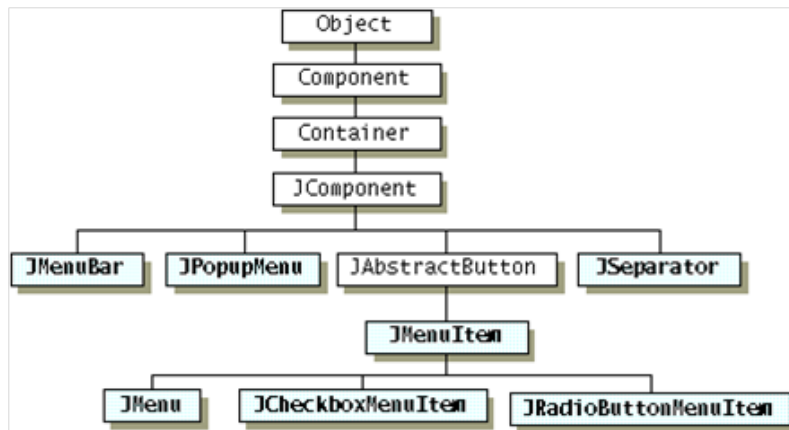 Object
Component
Container
JComponent
JMenuBar JPopupMenu JAbstractButton JSeparator
JMenuItem
JMenu JCheckboxMenuItem JRadioButtonMenuItem